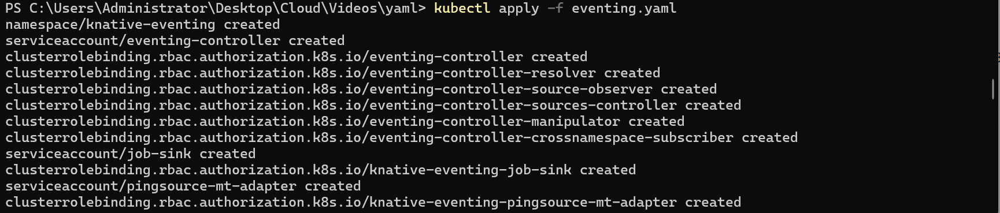 PS C:\Users\Administrator\Desktop\Cloud\Videos\yaml> kubectl apply -f eventing.yaml
namespace/knative-eventing created
serviceaccount/eventing-controller created
clusterrolebinding.rbac.authorization.k8s.io/eventing-controller created
clusterrolebinding.rbac.authorization.k8s.io/eventing-controller-resolver created
clusterrolebinding.rbac.authorization.k8s.io/eventing-controller-source-observer created
clusterrolebinding.rbac.authorization.k8s.io/eventing-controller-sources-controller created
clusterrolebinding.rbac.authorization.k8s.io/eventing-controller-manipulator created
clusterrolebinding.rbac.authorization.k8s.io/eventing-controller-crossnamespace-subscriber created
serviceaccount/job-sink created
clusterrolebinding.rbac.authorization.k8s.io/knative-eventing-job-sink created
serviceaccount/pingsource-mt-adapter created
clusterrolebinding.rbac.authorization.k8s.io/knative-eventing-pingsource-mt-adapter created